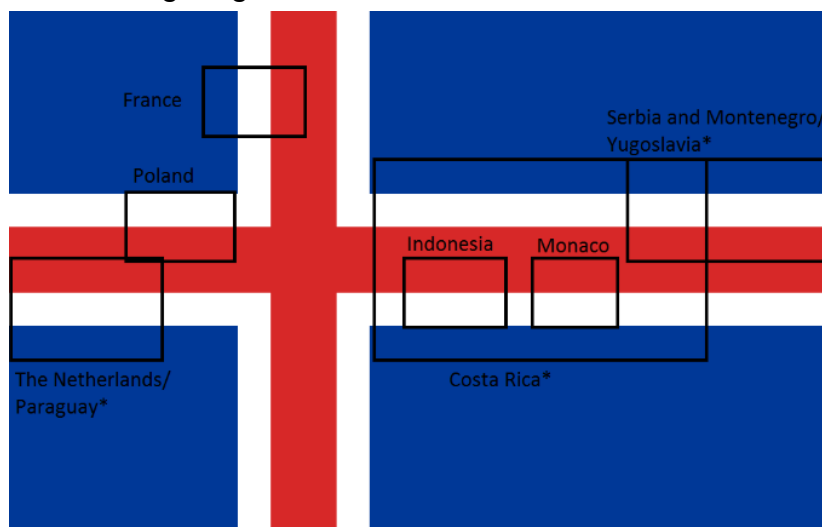 France
Serbia and Montenegro/
Yugoslavia*
Poland
Indonesia
Monaco
The Netherlands/
Paraguay*
Costa Rica*